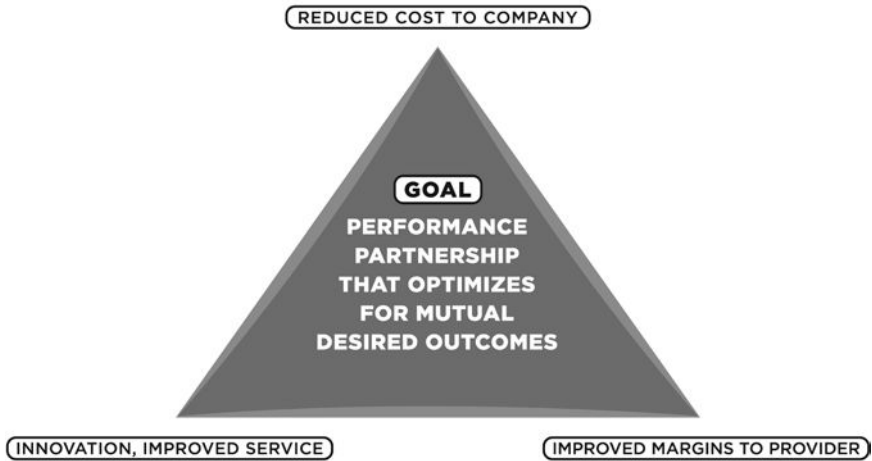 REDUCED COST TO COMPANY
GOAL
PERFORMANCE
PARTNERSHIP
THAT OPTIMIZES
FOR MUTUAL
DESIRED OUTCOMES
INNOVATION, IMPROVED SERVICE
IMPROVED MARGINS TO PROVIDER